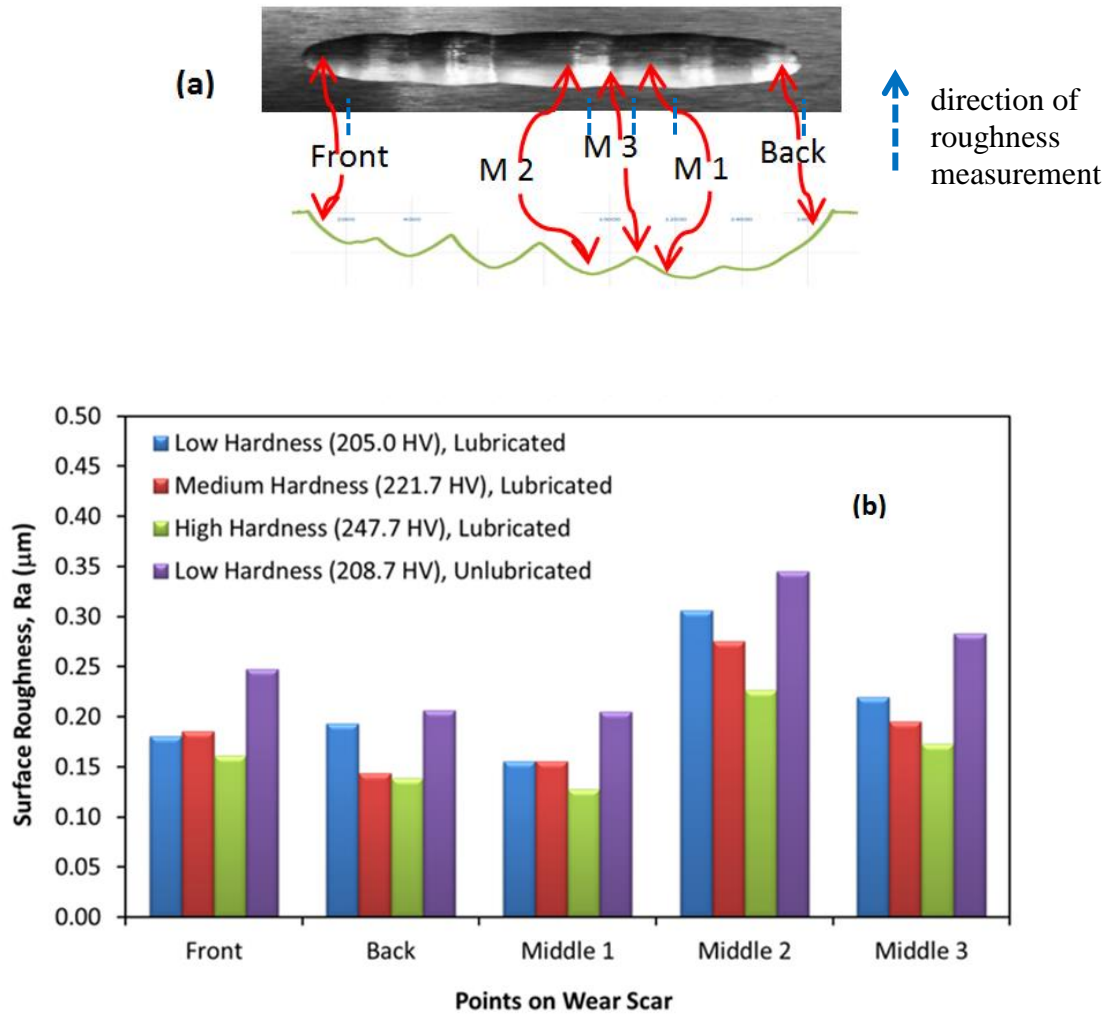 (a)
direction of
roughness
measurement
Front
M 2
M 3
M 1
Back
0.50
0.45
0.40
0.35
0.30
0.25
0.20
0.15
0.10
0.05
0.00
Surface Roughness, Ra (μm)
Low Hardness (205.0 HV), Lubricated
Medium Hardness (221.7 HV), Lubricated
High Hardness (247.7 HV), Lubricated
Low Hardness (208.7 HV), Unlubricated
(b)
Front
Back
Middle 1
Middle 2
Middle 3
Points on Wear Scar